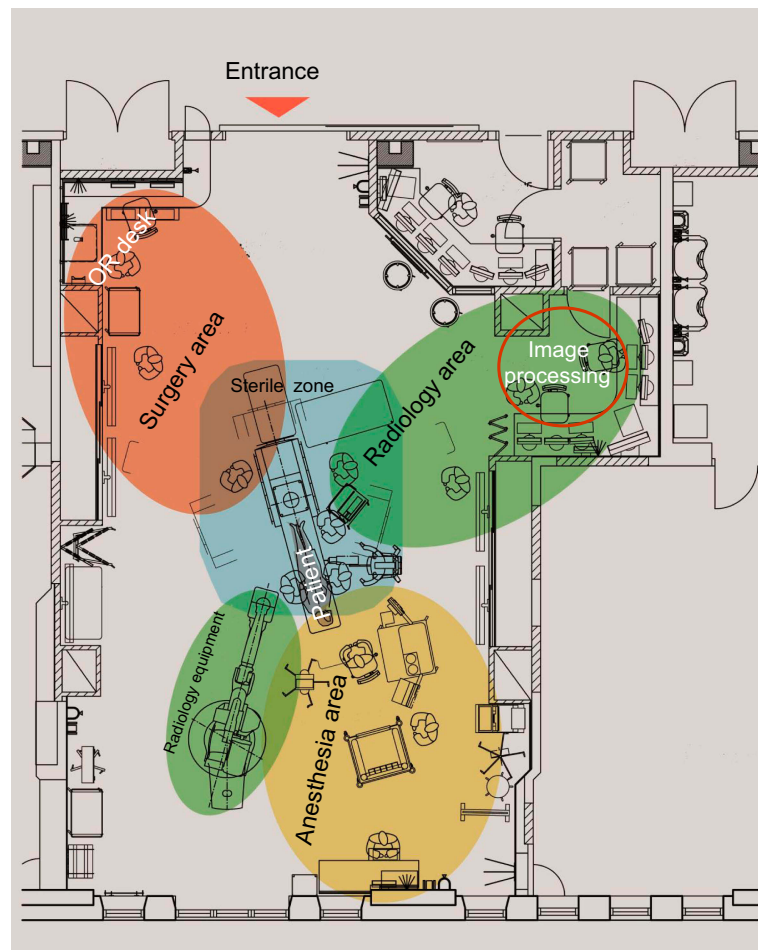 Entrance
OR desk
Surgery area
Sterile zone
Radiology area
Image
processing
Patient
Radiology equipment
Anesthesia area